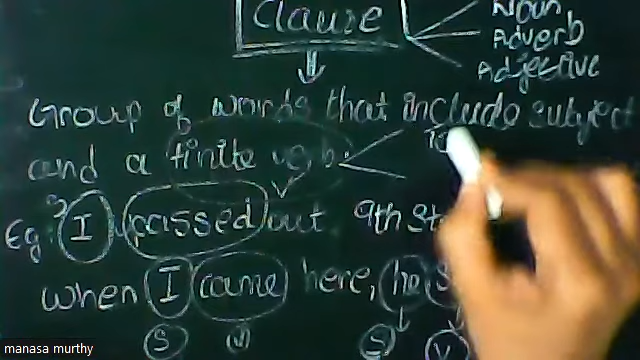 Clause
Noun
Adverb
Adjective
Group of words that include subject
and a finite verb
Eg: I passed out 9th
when I came here, he
S V S V
manasa murthy